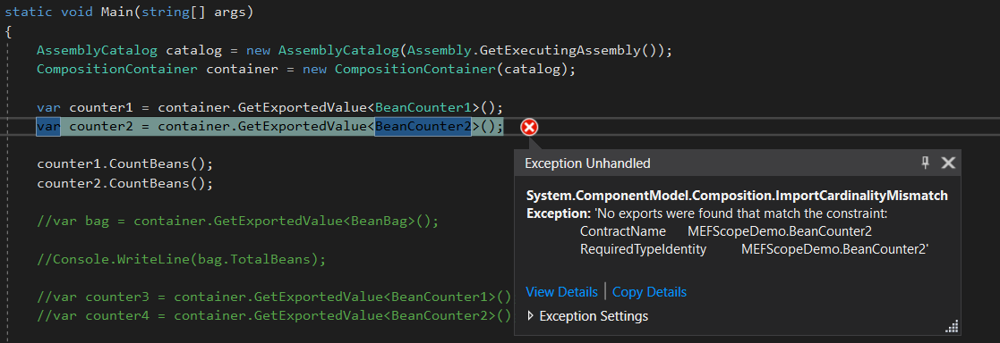 static void Main(string[] args)
{
AssemblyCatalog catalog = new AssemblyCatalog(Assembly.GetExecutingAssembly());
CompositionContainer container = new CompositionContainer(catalog);
var counter1 = container.GetExportedValue<BeanCounter1>();
var counter2 = container.GetExportedValue<BeanCounter2>();
counter1.CountBeans();
counter2.CountBeans();
//var bag = container.GetExportedValue<BeanBag>();
//Console.WriteLine(bag.TotalBeans);
//var counter3 = container.GetExportedValue<BeanCounter1>()
//var counter4 = container.GetExportedValue<BeanCounter2>()
Exception Unhandled
System.ComponentModel.Composition.ImportCardinalityMismatch
Exception: 'No exports were found that match the constraint:
ContractName MEFScopeDemo.BeanCounter2
RequiredTypeIdentity MEFScopeDemo.BeanCounter2'
View Details | Copy Details
Exception Settings